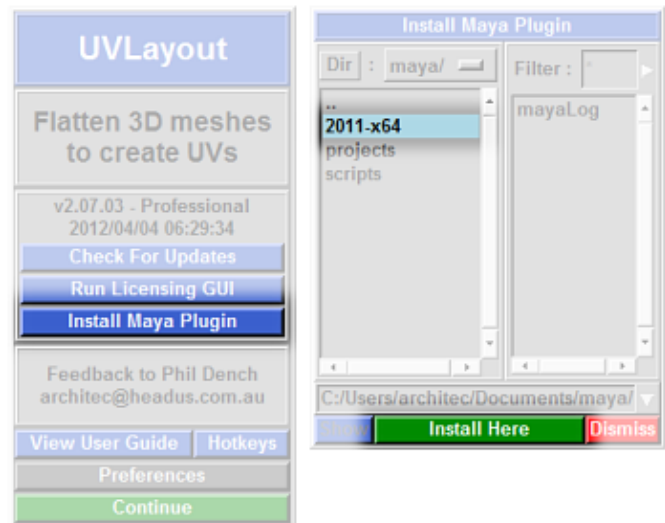 UVLayout
Flatten 3D meshes
to create UVs
v2.07.03 - Professional
2012/04/04 06:29:34
Check For Updates
Run Licensing GUI
Install Maya Plugin
Feedback to Phil Dench
architec@headus.com.au
View User Guide
Hotkeys
Preferences
Continue
Install Maya Plugin
Dir : maya/
Filter : *
..
2011-x64
projects
scripts
mayaLog
C:/Users/architec/Documents/maya/
Install Here
Dismiss